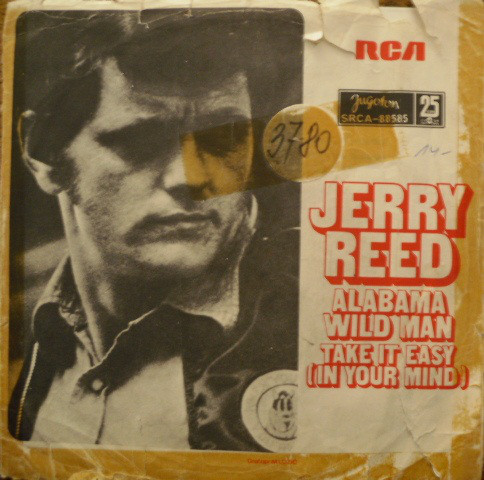 RCA
Jugoton
SRCA-88585
25
3780
14-
JERRY
REED
ALABAMA
WILD MAN
TAKE IT EASY
(IN YOUR MIND)